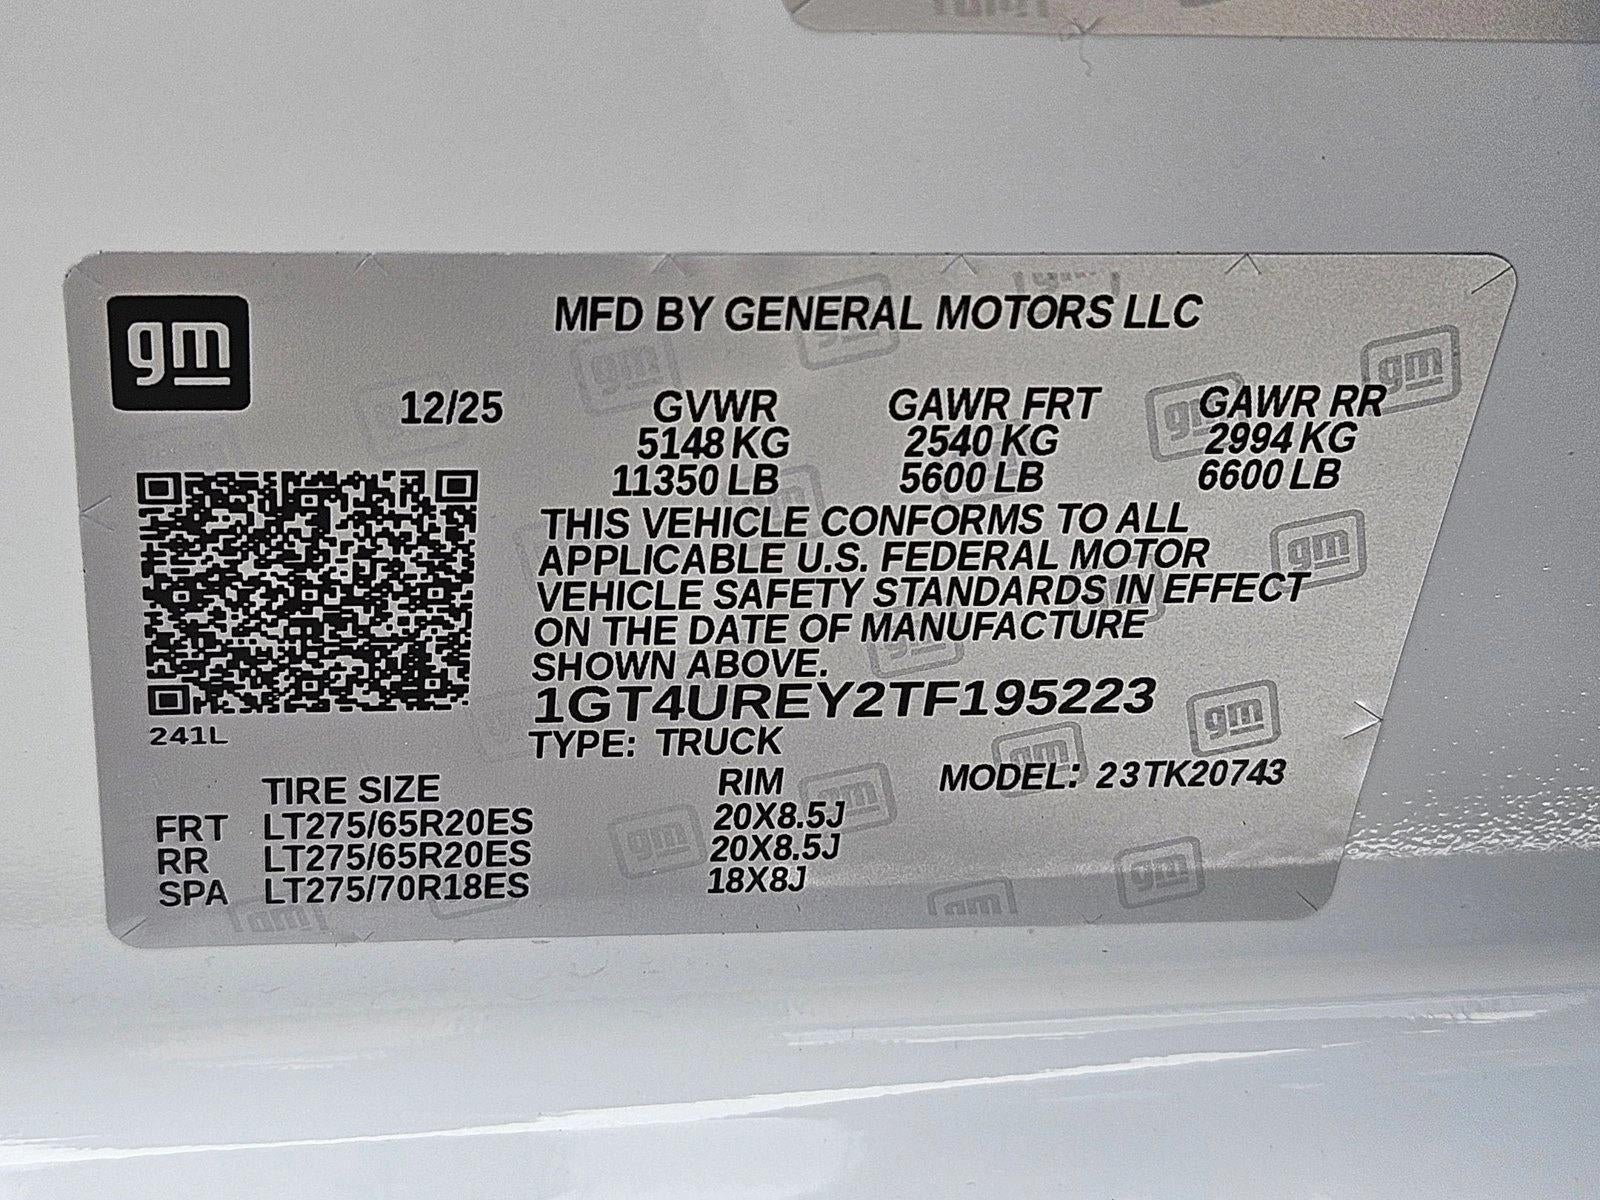 gm
MFD BY GENERAL MOTORS LLC
12/25 GVWR GAWR FRT GAWR RR
5148 KG 2540 KG 2994 KG
11350 LB 5600 LB 6600 LB
THIS VEHICLE CONFORMS TO ALL
APPLICABLE U.S. FEDERAL MOTOR
VEHICLE SAFETY STANDARDS IN EFFECT
ON THE DATE OF MANUFACTURE
SHOWN ABOVE.
1GT4UREY2TF195223
241L
TYPE: TRUCK
TIRE SIZE RIM MODEL: 23TK20743
FRT LT275/65R20ES 20X8.5J
RR LT275/65R20ES 20X8.5J
SPA LT275/70R18ES 18X8J